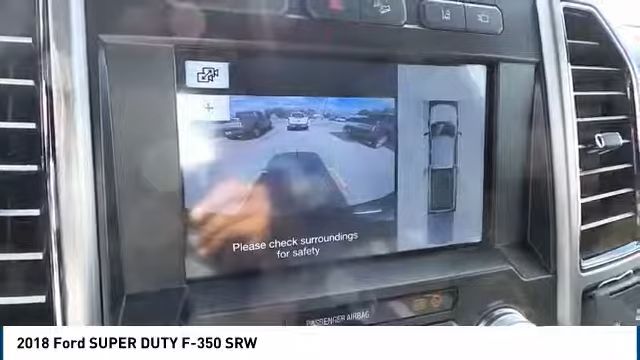 Please check surroundings
for safety
PASSENGER AIRBAG
2018 Ford SUPER DUTY F-350 SRW